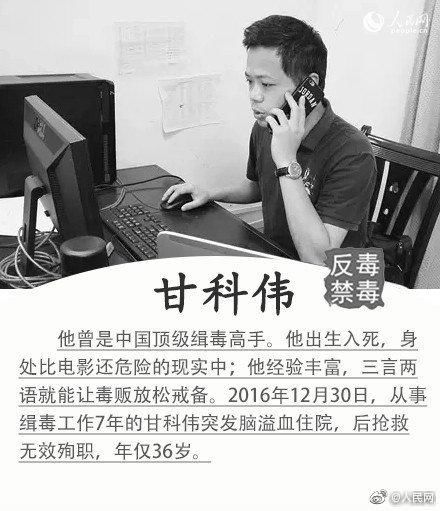 人民网
people.cn
甘科伟
反毒
禁毒
他曾是中国顶级缉毒高手。他出生入死，身
处比电影还危险的现实中；他经验丰富，三言两
语就能让毒贩放松戒备。2016年12月30日，从事
缉毒工作7年的甘科伟突发脑溢血住院，后抢救
无效殉职，年仅36岁。
@人民网